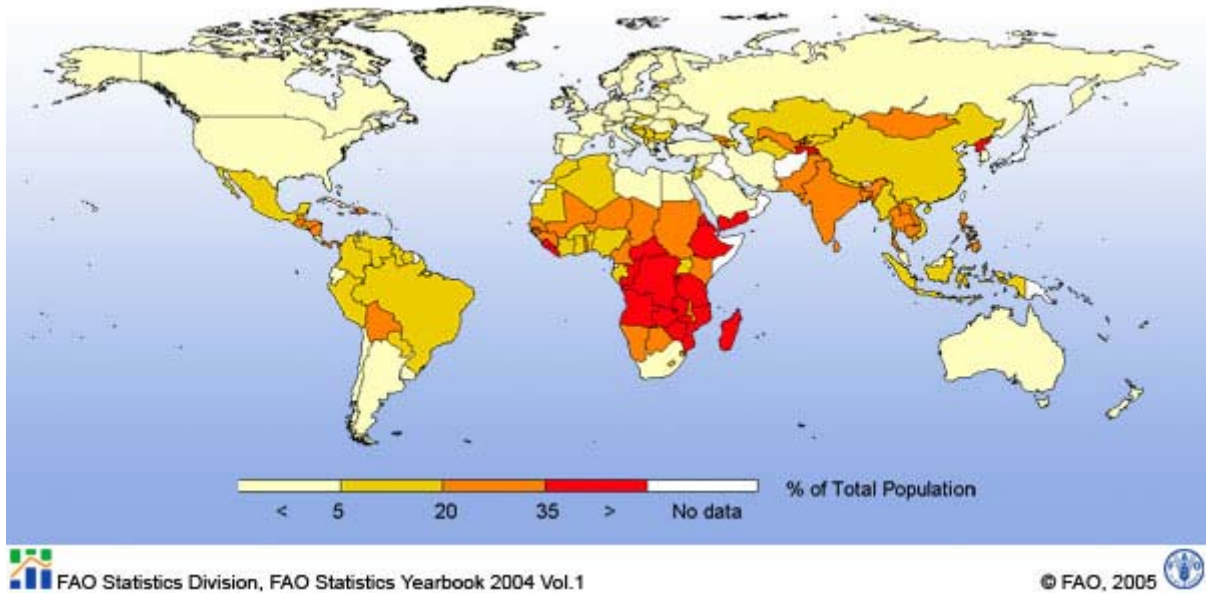 % of Total Population
< 5 20 35 > No data
FAO Statistics Division, FAO Statistics Yearbook 2004 Vol.1
© FAO, 2005